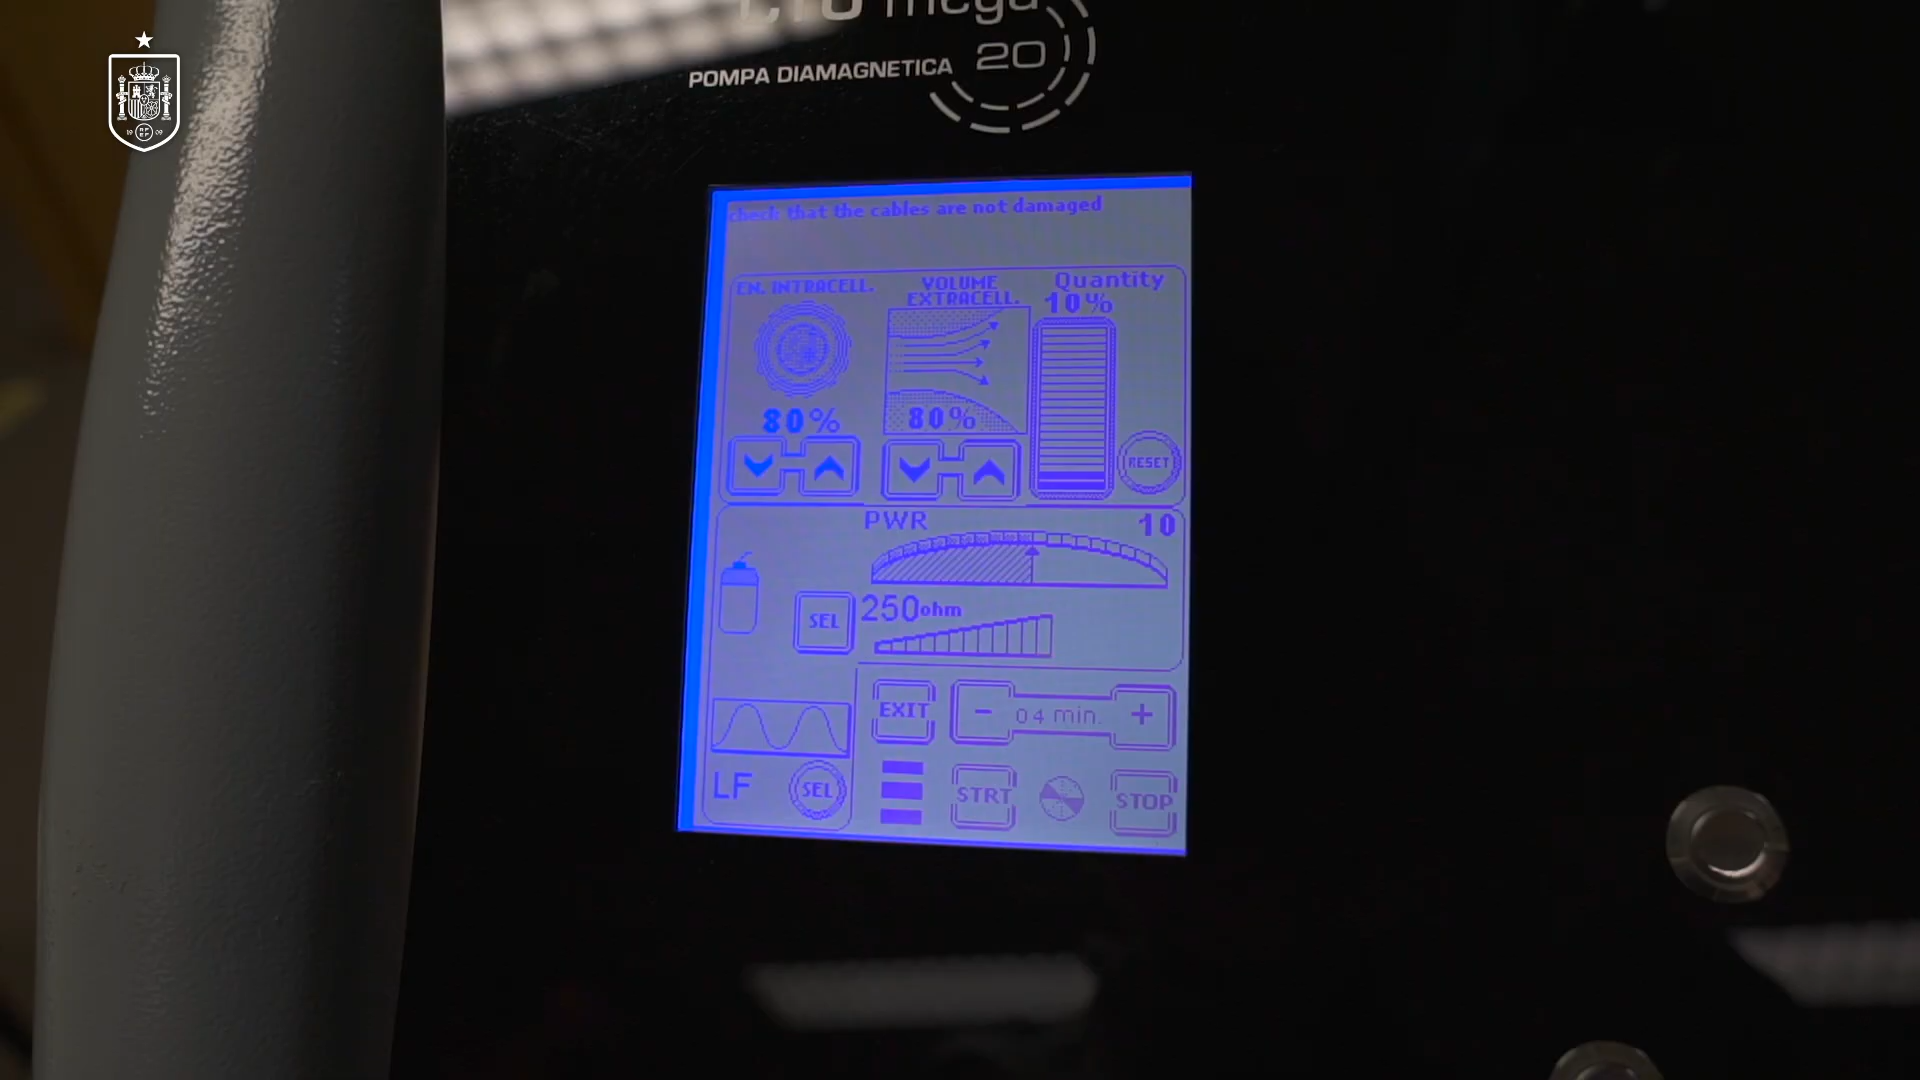 mega
20
POMPA DIAMAGNETICA
check that the cables are not damaged
EN. INTRACELL.
VOLUME
EXTRACELL.
Quantity
10%
80%
80%
RESET
PWR
10
SEL
250ohm
EXIT
-
04 min.
+
LF
SEL
STRT
STOP